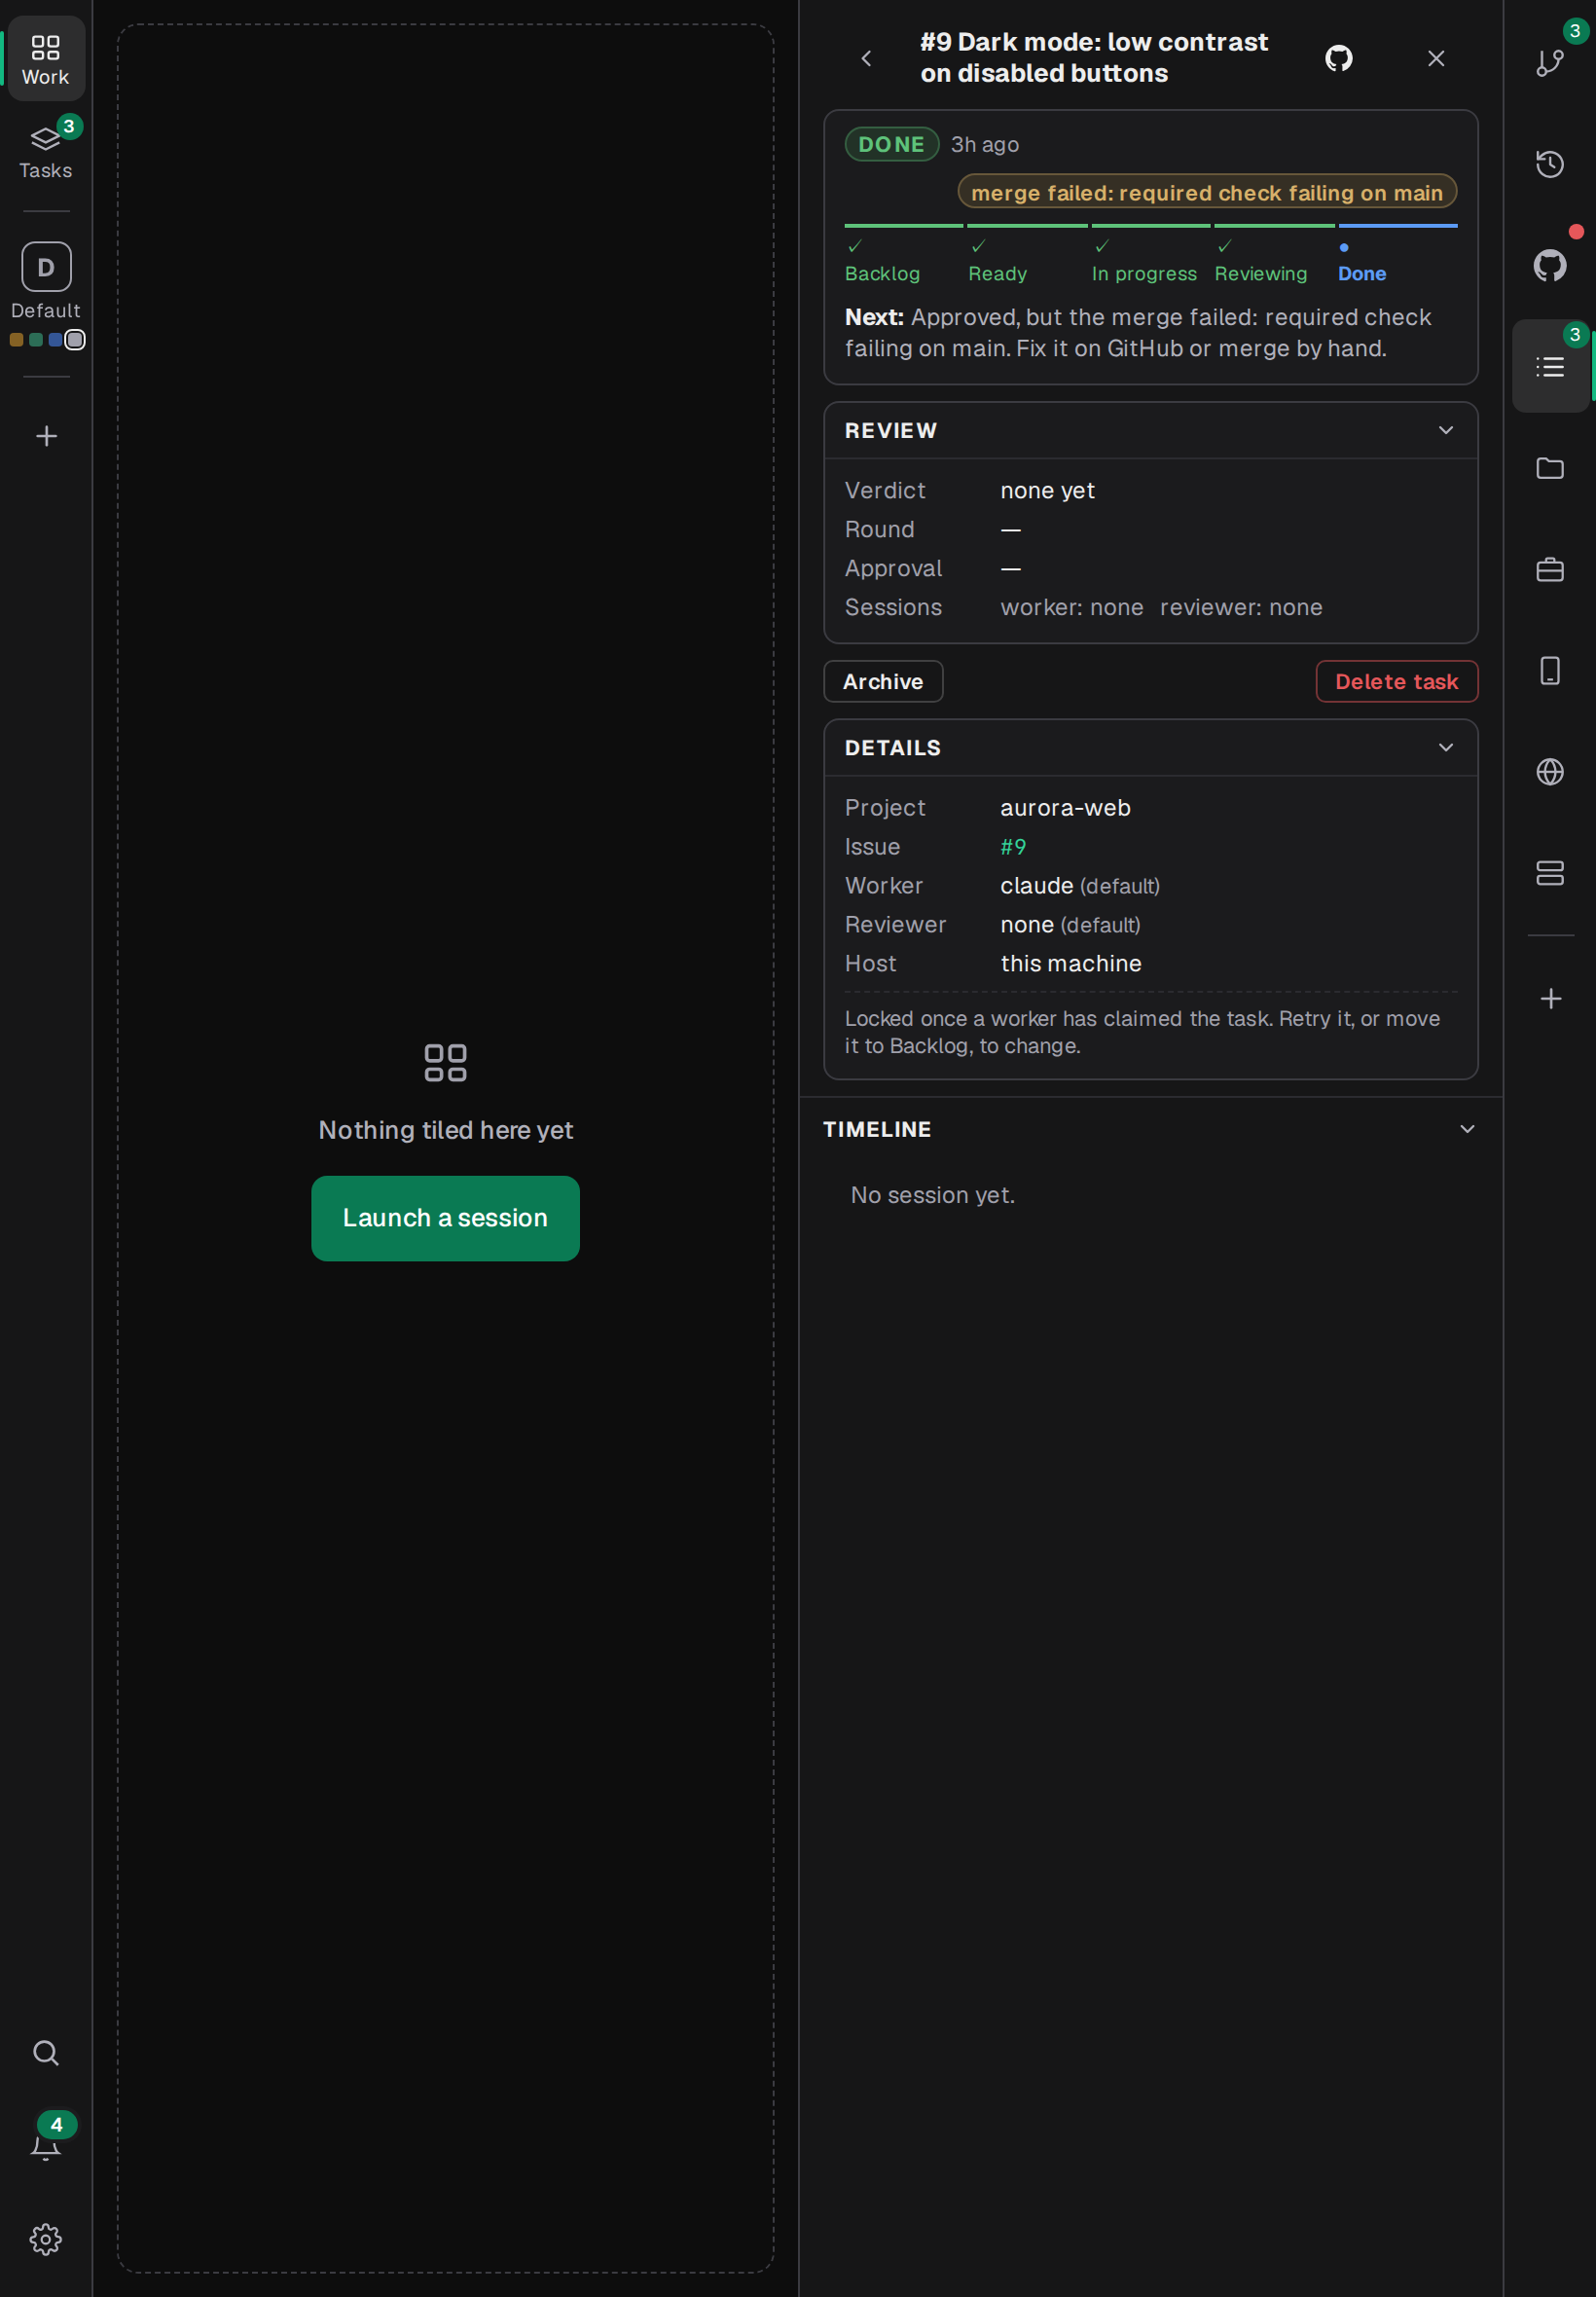 Work
3
Tasks
D
Default
4
Nothing tiled here yet
Launch a session
#9 Dark mode: low contrast
on disabled buttons
DONE 3h ago
merge failed: required check failing on main
✓ ✓ ✓ ✓ ●
Backlog Ready In progress Reviewing Done
Next: Approved, but the merge failed: required check
failing on main. Fix it on GitHub or merge by hand.
REVIEW
Verdict none yet
Round —
Approval —
Sessions worker: none reviewer: none
Archive Delete task
DETAILS
Project aurora-web
Issue #9
Worker claude (default)
Reviewer none (default)
Host this machine
Locked once a worker has claimed the task. Retry it, or move
it to Backlog, to change.
TIMELINE
No session yet.
3
3